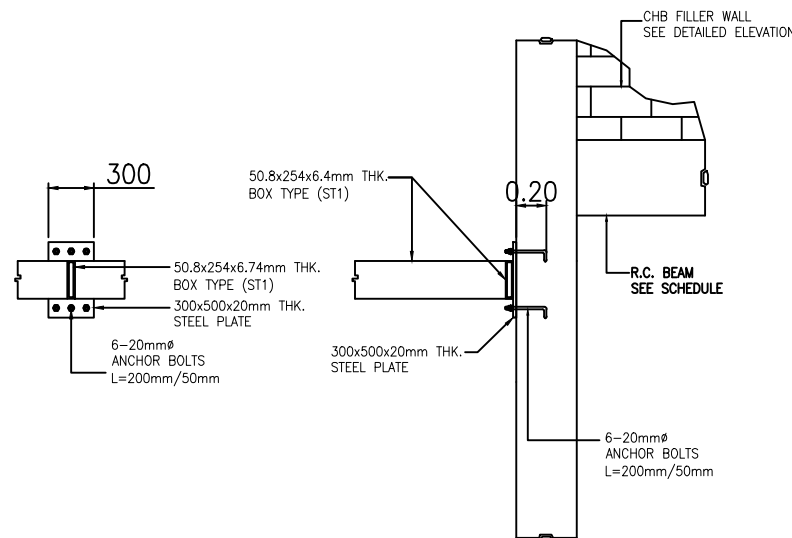 CHB FILLER WALL
SEE DETAILED ELEVATION
300
50.8x254x6.4mm THK.
BOX TYPE (ST1)
0.20
50.8x254x6.74mm THK.
BOX TYPE (ST1)
300x500x20mm THK.
STEEL PLATE
R.C. BEAM
SEE SCHEDULE
6-20mmø
ANCHOR BOLTS
L=200mm/50mm
300x500x20mm THK.
STEEL PLATE
6-20mmø
ANCHOR BOLTS
L=200mm/50mm